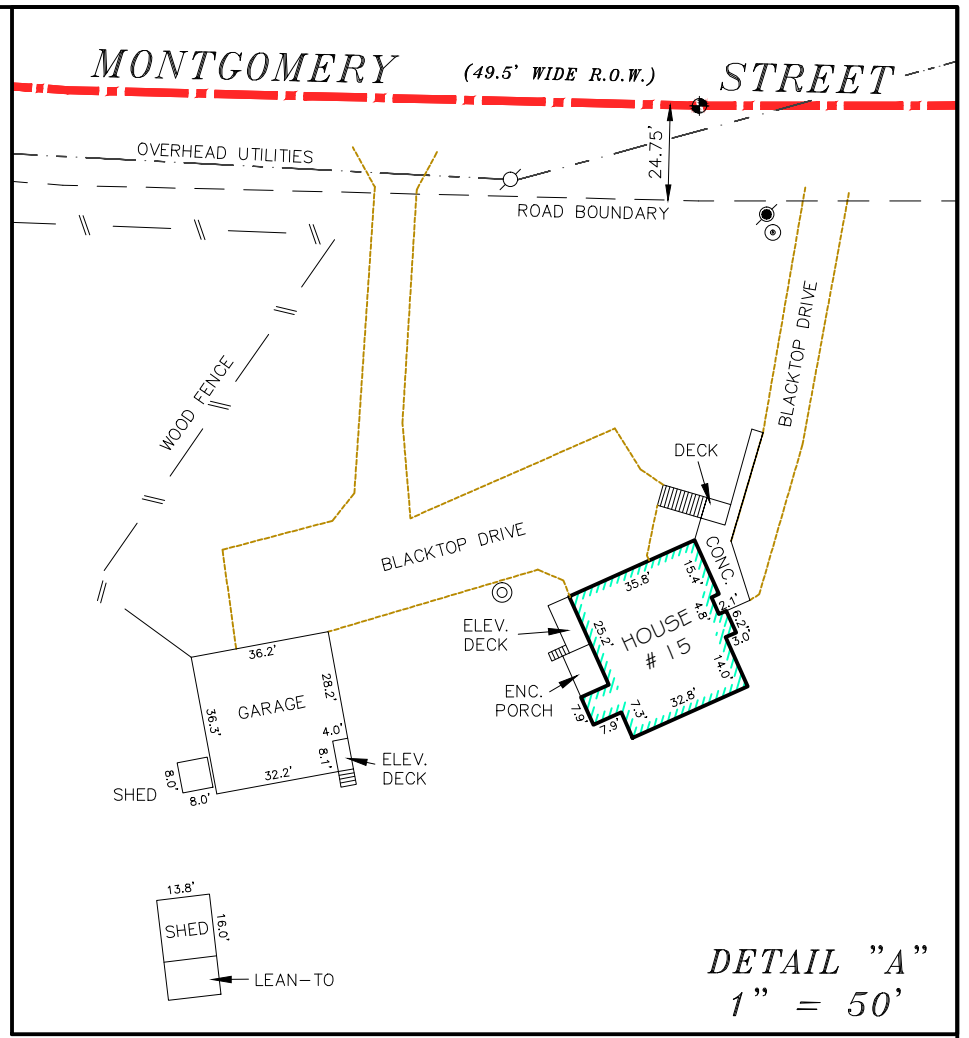 MONTGOMERY (49.5' WIDE R.O.W.) STREET
24.75'
OVERHEAD UTILITIES
ROAD BOUNDARY
BLACKTOP DRIVE
WOOD FENCE
DECK
BLACKTOP DRIVE
CONC.
35.8'
15.4'
4.8'
2.1'
6.2'
3.0'
14.0'
32.8'
7.3'
7.9'
7.9'
25.2'
HOUSE
# 15
ELEV.
DECK
ENC.
PORCH
36.2'
28.2'
GARAGE
36.3'
4.0'
8.1'
32.2'
ELEV.
DECK
8.0'
8.0'
SHED
13.8'
16.0'
SHED
LEAN-TO
DETAIL "A"
1" = 50'